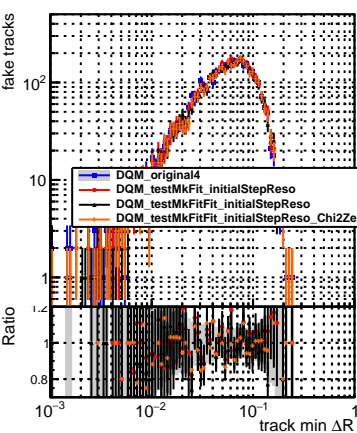 fake tracks
10²
10
1
DQM_original4
DQM_testMkFit_initialStepReso
DQM_testMkFitFit_initialStepReso
DQM_testMkFitFit_initialStepReso_Chi2Ze
Ratio
1.2
1
0.8
10⁻³ 10⁻² 10⁻¹ 1
track min ΔR